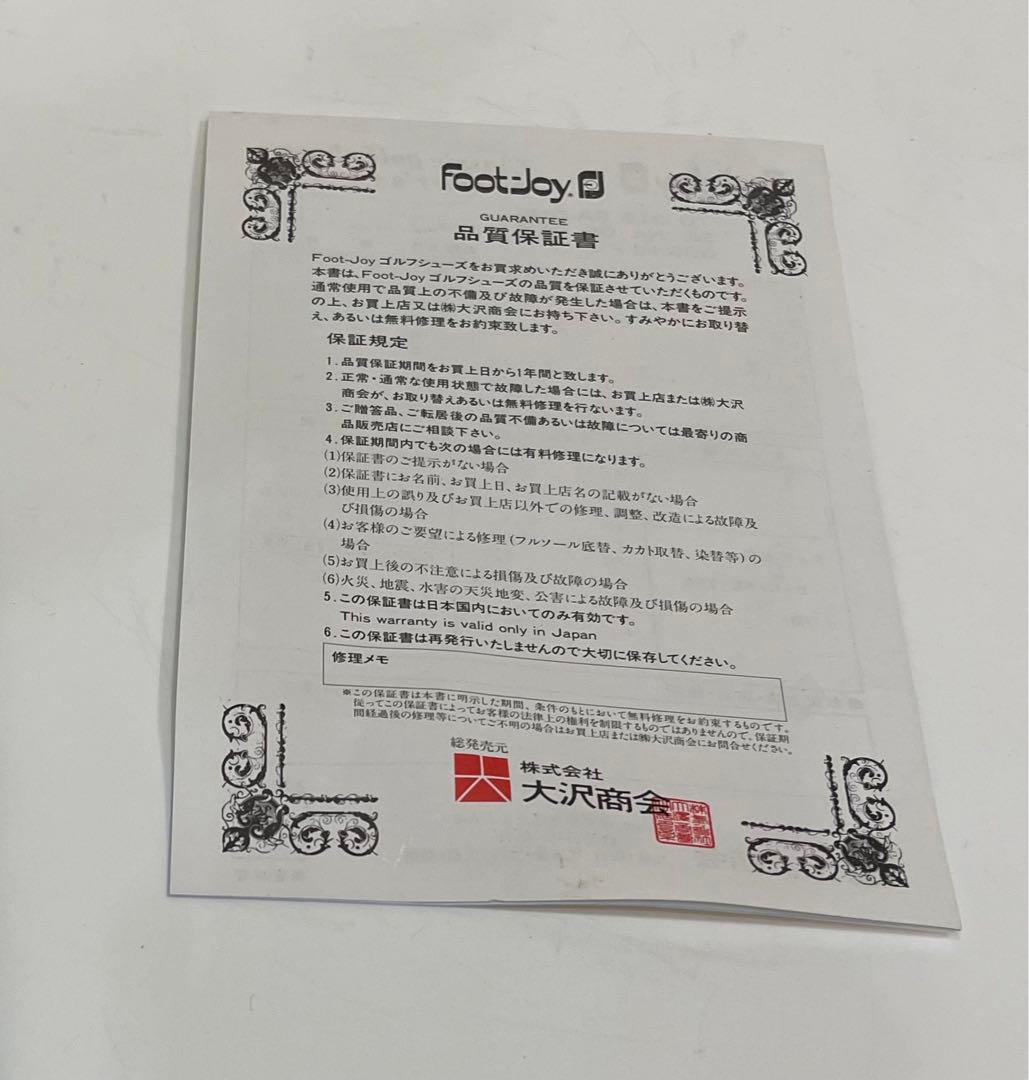 Foot-Joy
GUARANTEE
品質保証書
Foot-Joy ゴルフシューズをお買求めいただき誠にありがとうございます。
本書は、Foot-Joy ゴルフシューズの品質を保証させていただくものです。
通常使用で品質上の不備及び故障が発生した場合は、本書をご提示
の上、お買上店又は㈱大沢商会にお持ち下さい。すみやかにお取り替
え、あるいは無料修理をお約束致します。
保証規定
1. 品質保証期間をお買上日から1年間と致します。
2. 正常・通常な使用状態で故障した場合には、お買上店または㈱大沢
商会が、お取り替えあるいは無料修理を行ないます。
3. ご贈答品、ご転居後の品質不備あるいは故障については最寄りの商
品販売店にご相談下さい。
4. 保証期間内でも次の場合には有料修理になります。
(1)保証書のご提示がない場合
(2)保証書にお名前、お買上日、お買上店名の記載がない場合
(3)使用上の誤り及びお買上店以外での修理、調整、改造による故障及
び損傷の場合
(4)お客様のご要望による修理(フルソール底替、カカト取替、染替等)の
場合
(5)お買上後の不注意による損傷及び故障の場合
(6)火災、地震、水害の天災地変、公害による故障及び損傷の場合
5. この保証書は日本国内においてのみ有効です。
This warranty is valid only in Japan
6. この保証書は再発行いたしませんので大切に保存してください。
修理メモ
※この保証書は本書に明示した期間、条件のもとにおいて無料修理をお約束するものです。
従ってこの保証書によってお客様の法律上の権利を制限するものではありませんので、保証期
間経過後の修理等についてご不明の場合はお買上店または㈱大沢商会にお問合せください。
総発売元
株式会社
大沢商会